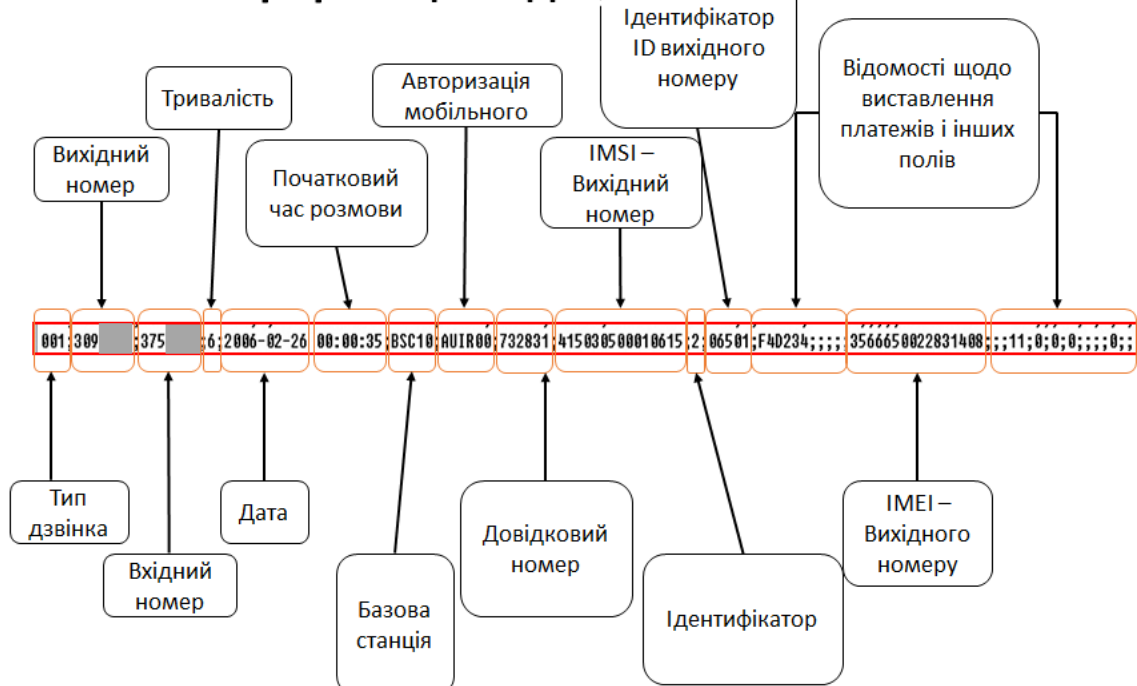 Ідентифікатор
ID вихідного
номеру
Відомості щодо
виставлення
платежів і інших
полів
Авторизація
мобільного
Тривалість
Вихідний
номер
IMSI –
Вихідний
номер
Початковий
час розмови
001;309 ;375 ;6;2006-02-26 00:00:35;BSC10;AUIR00;732831;415030500010615;2;06501;F4D234;;;;;3566650022831408;;;11;0;0;0;;;;0;;
Тип
дзвінка
Дата
Довідковий
номер
IMEI –
Вихідного
номеру
Вхідний
номер
Базова
станція
Ідентифікатор